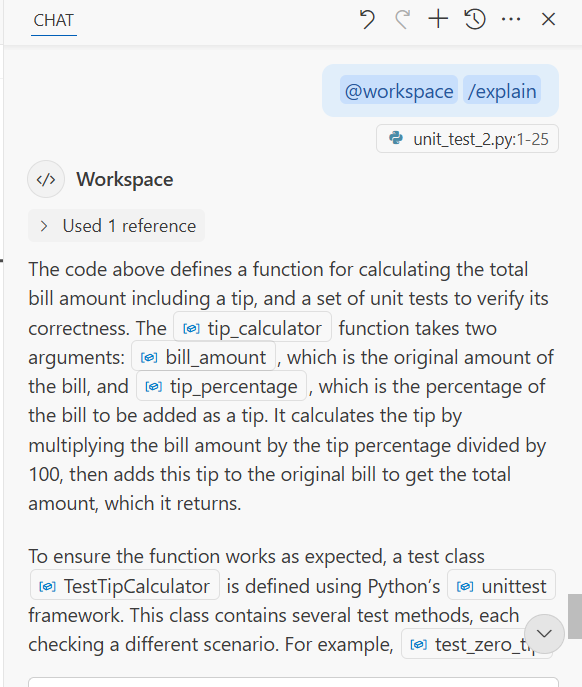 CHAT
@workspace /explain
unit_test_2.py:1-25
Workspace
Used 1 reference
The code above defines a function for calculating the total
bill amount including a tip, and a set of unit tests to verify its
correctness. The tip_calculator function takes two
arguments: bill_amount , which is the original amount of
the bill, and tip_percentage , which is the percentage of
the bill to be added as a tip. It calculates the tip by
multiplying the bill amount by the tip percentage divided by
100, then adds this tip to the original bill to get the total
amount, which it returns.
To ensure the function works as expected, a test class
TestTipCalculator is defined using Python’s unittest
framework. This class contains several test methods, each
checking a different scenario. For example, test_zero_